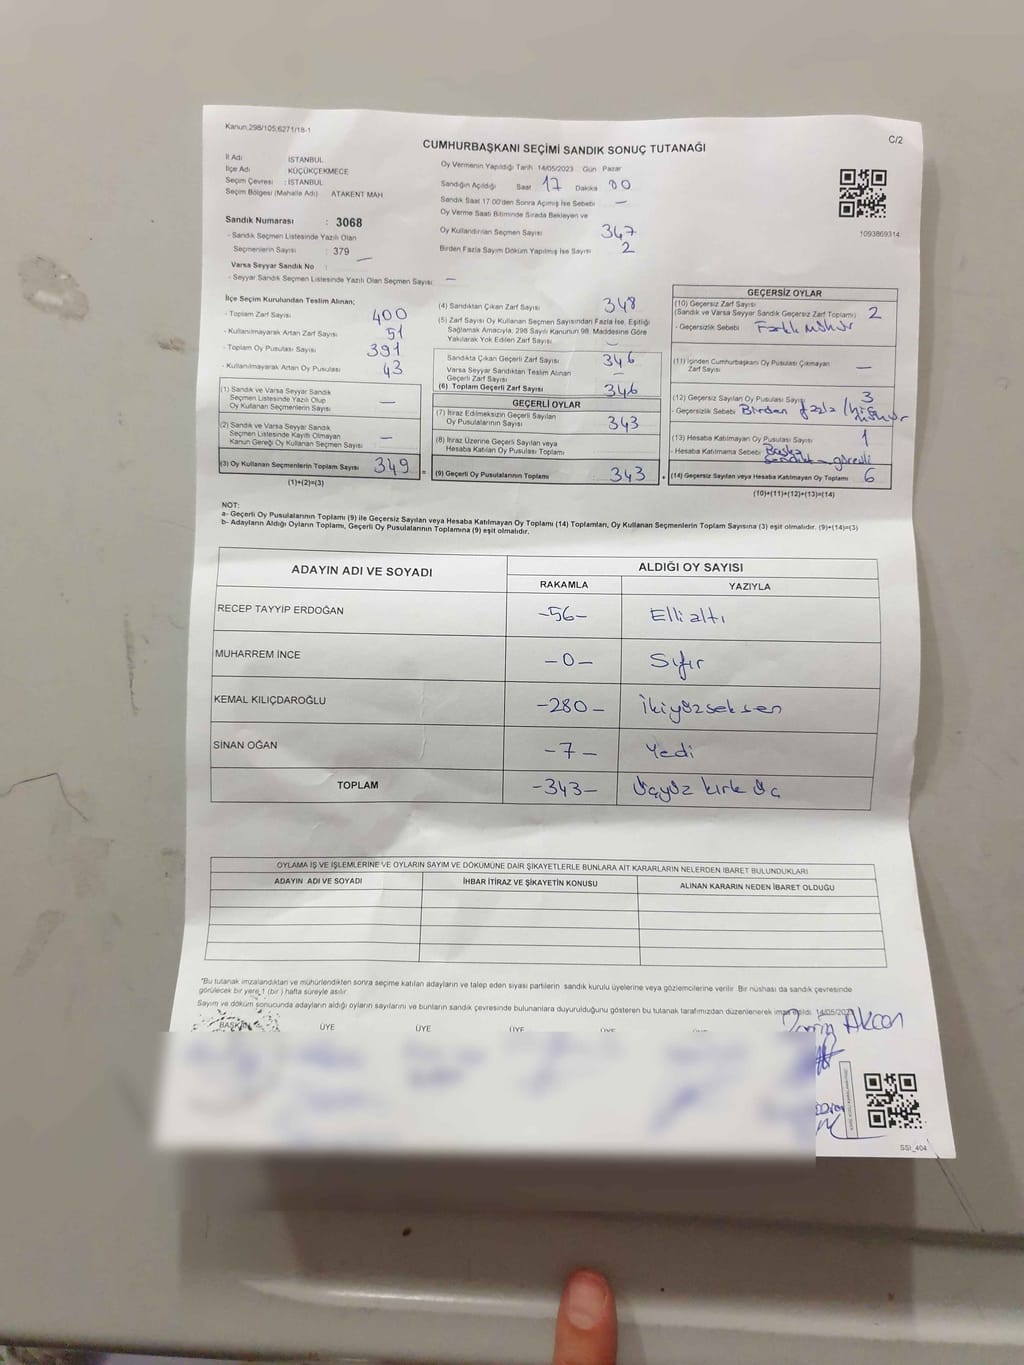 Kanun,298/105;6271/18-1
C/2
CUMHURBAŞKANI SEÇİMİ SANDIK SONUÇ TUTANAĞI
İl Adı : İSTANBUL
İlçe Adı : KÜÇÜKÇEKMECE
Seçim Çevresi : İSTANBUL
Seçim Bölgesi (Mahalle Adı) : ATAKENT MAH
Sandık Numarası : 3068
- Sandık Seçmen Listesinde Yazılı Olan
Seçmenlerin Sayısı : 379
Varsa Seyyar Sandık No : —
- Seyyar Sandık Seçmen Listesinde Yazılı Olan Seçmen Sayısı —
Oy Vermenin Yapıldığı Tarih 14/05/2023 Gün Pazar
Sandığın Açıldığı Saat 17 Dakika 00
Sandık Saat 17.00'den Sonra Açılmış İse Sebebi —
Oy Verme Saati Bitiminde Sırada Bekleyen ve
Oy Kullandırılan Seçmen Sayısı 347
Birden Fazla Sayım Döküm Yapılmış İse Sayısı 2
1093869314
İlçe Seçim Kurulundan Teslim Alınan;
- Toplam Zarf Sayısı 400
- Kullanılmayarak Artan Zarf Sayısı 51
- Toplam Oy Pusulası Sayısı 391
- Kullanılmayarak Artan Oy Pusulası 43
(1) Sandık ve Varsa Seyyar Sandık
Seçmen Listesinde Yazılı Olup
Oy Kullanan Seçmenlerin Sayısı —
(2) Sandık ve Varsa Seyyar Sandık
Seçmen Listesinde Kayıtlı Olmayan
Kanun Gereği Oy Kullanan Seçmen Sayısı —
(3) Oy Kullanan Seçmenlerin Toplam Sayısı 349 =
(1)+(2)=(3)
(4) Sandıktan Çıkan Zarf Sayısı 348
(5) Zarf Sayısı Oy Kullanan Seçmen Sayısından Fazla İse, Eşitliği
Sağlamak Amacıyla; 298 Sayılı Kanunun 98. Maddesine Göre
Yakılarak Yok Edilen Zarf Sayısı —
Sandıkta Çıkan Geçerli Zarf Sayısı 346
Varsa Seyyar Sandıktan Teslim Alınan
Geçerli Zarf Sayısı —
(6) Toplam Geçerli Zarf Sayısı 346
GEÇERLİ OYLAR
(7) İtiraz Edilmeksizin Geçerli Sayılan
Oy Pusulalarının Sayısı 343
(8) İtiraz Üzerine Geçerli Sayılan veya
Hesaba Katılan Oy Pusulası Toplamı
(9) Geçerli Oy Pusulalarının Toplamı 343 +
GEÇERSİZ OYLAR
(10) Geçersiz Zarf Sayısı
(Sandık ve Varsa Seyyar Sandık Geçersiz Zarf Toplamı) 2
- Geçersizlik Sebebi Farklı mühür
(11) İçinden Cumhurbaşkanı Oy Pusulası Çıkmayan
Zarf Sayısı —
(12) Geçersiz Sayılan Oy Pusulası Sayısı 3
- Geçersizlik Sebebi Birden fazla / hiç mühür
(13) Hesaba Katılmayan Oy Pusulası Sayısı 1
- Hesaba Katılmama Sebebi Başka
sandıkta görevli
(14) Geçersiz Sayılan veya Hesaba Katılmayan Oy Toplamı 6
(10)+(11)+(12)+(13)=(14)
NOT:
a- Geçerli Oy Pusulalarının Toplamı (9) ile Geçersiz Sayılan veya Hesaba Katılmayan Oy Toplamı (14) Toplamları, Oy Kullanan Seçmenlerin Toplam Sayısına (3) eşit olmalıdır. (9)+(14)=(3)
b- Adayların Aldığı Oyların Toplamı, Geçerli Oy Pusulalarının Toplamına (9) eşit olmalıdır.
ADAYIN ADI VE SOYADI ALDIĞI OY SAYISI
RAKAMLA YAZIYLA
RECEP TAYYİP ERDOĞAN -56- Elli altı
MUHARREM İNCE -0- Sıfır
KEMAL KILIÇDAROĞLU -280- İkiyüzseksen
SİNAN OĞAN -7- Yedi
TOPLAM -343- Üçyüz kırk üç
OYLAMA İŞ VE İŞLEMLERİNE VE OYLARIN SAYIM VE DÖKÜMÜNE DAİR ŞİKAYETLERLE BUNLARA AİT KARARLARIN NELERDEN İBARET BULUNDUKLARI
ADAYIN ADI VE SOYADI İHBAR İTİRAZ VE ŞİKAYETİN KONUSU ALINAN KARARIN NEDEN İBARET OLDUĞU
"Bu tutanak imzalandıktan ve mühürlendikten sonra seçime katılan adayların ve talep eden siyasi partilerin sandık kurulu üyelerine veya gözlemcilerine verilir. Bir nüshası da sandık çevresinde
görülecek bir yere 1 (bir) hafta süreyle asılır.
Sayım ve döküm sonucunda adayların aldığı oyların sayılarını ve bunların sandık çevresinde bulunanlara duyurulduğunu gösteren bu tutanak tarafımızdan düzenlenerek imza edildi. 14/05/2023
BAŞKAN ÜYE ÜYE ÜYE ÜYE
Akcan
SSI_404